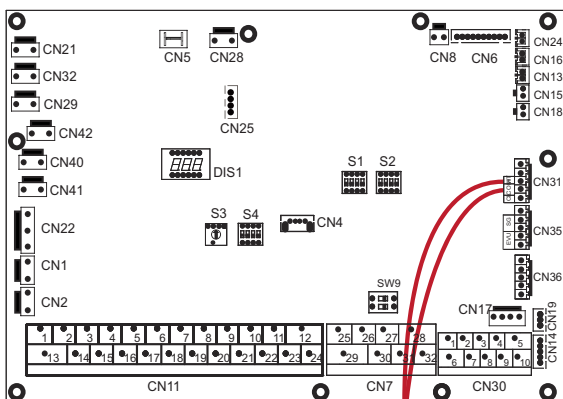 CN21
CN32
CN29
CN42
CN40
CN41
CN22
CN1
CN2
CN5
CN28
CN25
DIS1
S1 S2
S3 S4
CN4
SW9
CN8 CN6
CN24
CN16
CN13
CN15
CN18
CN31
SG
EVU
CN35
CN36
CN17
CN19
CN14
1 2 3 4 5 6 7 8 9 10 11 12
13 14 15 16 17 18 19 20 21 22 23 24
CN11
25 26 27 28
29 30 31 32
CN7
1 2 3 4 5
6 7 8 9 10
CN30